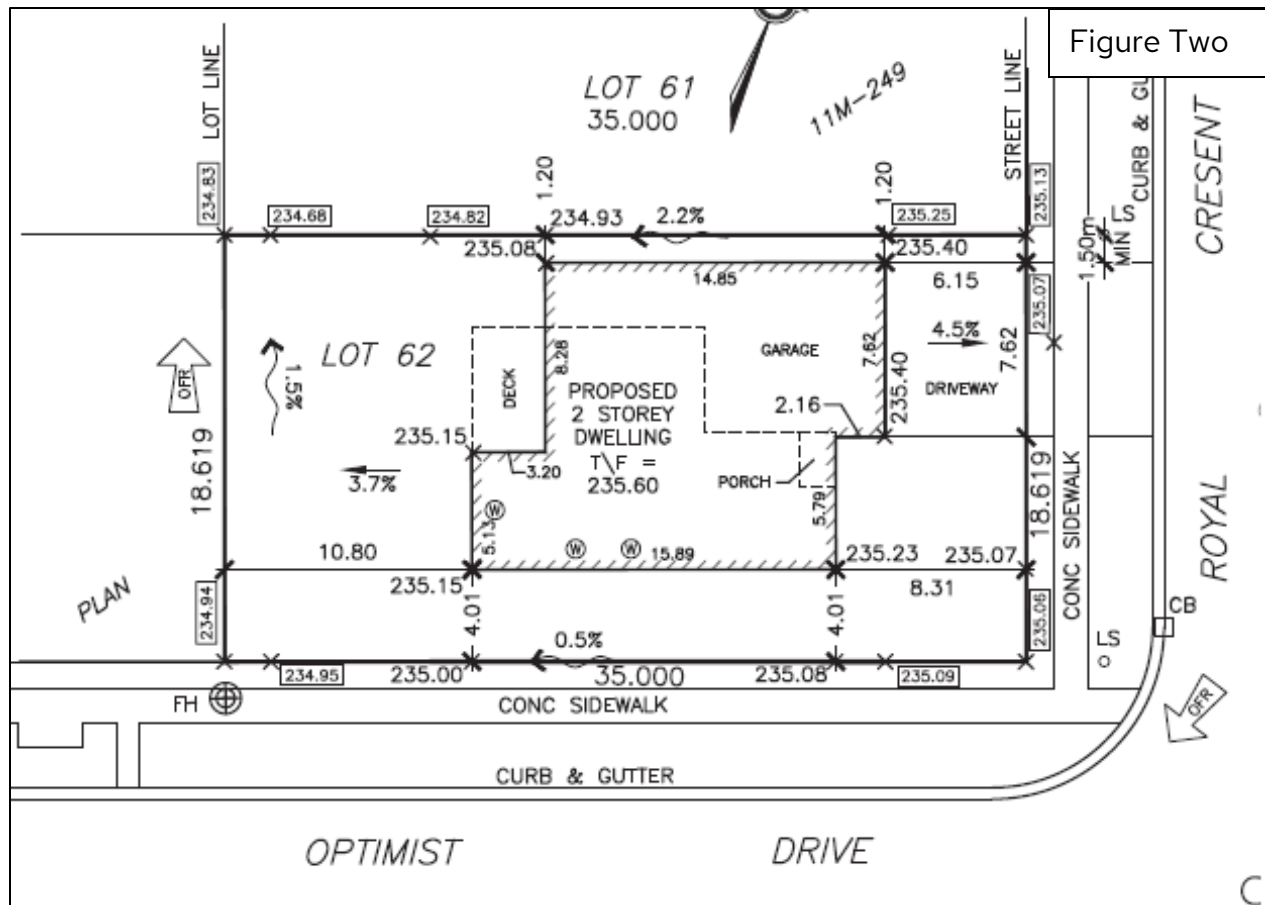 Figure Two
LOT LINE
LOT 61
35.000
11M-249
STREET LINE
CURB & GU
CRESENT
234.83
1.20
1.20
235.13
234.68
234.82
234.93
2.2%
235.25
LS
1.50m
MIN
235.08
235.40
14.85
6.15
235.07
4.5%
LOT 62
OFR
1.5%
DECK
8.28
GARAGE
7.62
235.40
DRIVEWAY
7.62
PROPOSED
2 STOREY
DWELLING
T\F =
235.60
2.16
235.15
3.20
PORCH
3.7%
18.619
18.619
CONC SIDEWALK
ROYAL
5.13
W
W
W
15.89
5.79
10.80
235.15
235.23
235.07
8.31
PLAN
234.94
4.01
4.01
235.06
CB
LS
0.5%
234.95
235.00
35.000
235.08
235.09
FH
CONC SIDEWALK
OFR
CURB & GUTTER
OPTIMIST DRIVE